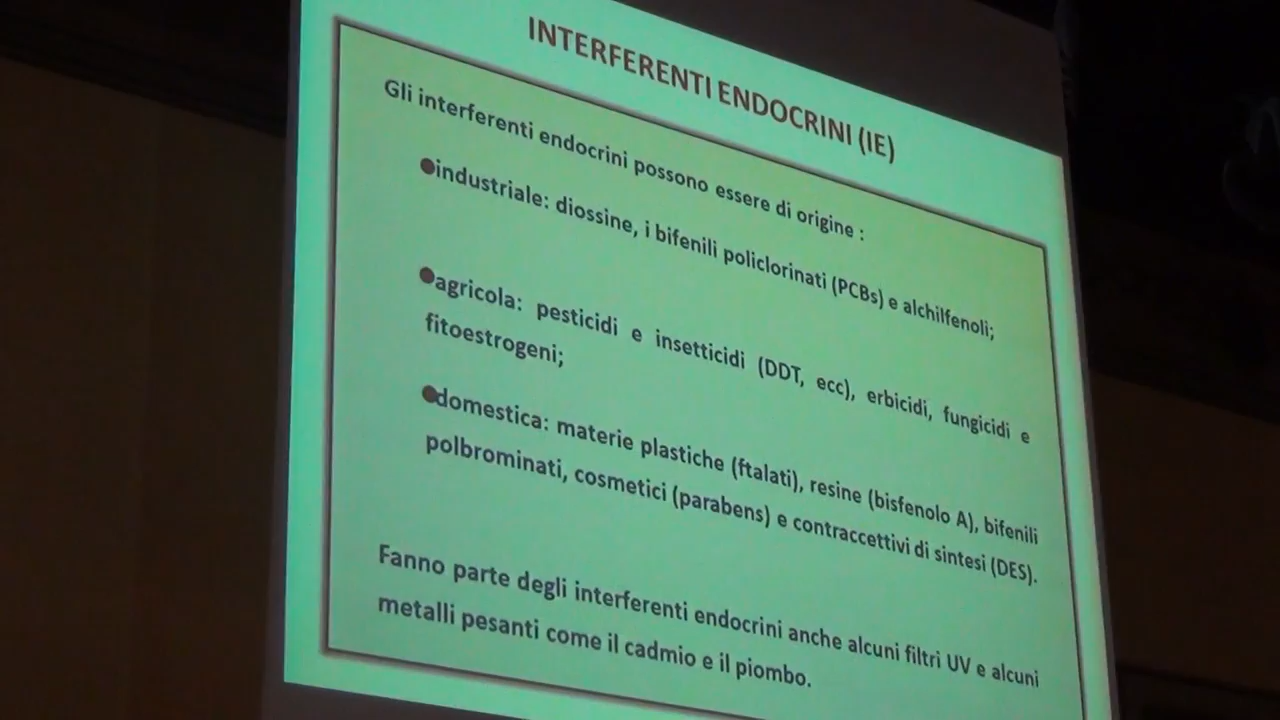 INTERFERENTI ENDOCRINI (IE)
Gli interferenti endocrini possono essere di origine :
●industriale: diossine, i bifenili policlorinati (PCBs) e alchilfenoli;
●agricola: pesticidi e insetticidi (DDT, ecc), erbicidi, fungicidi e
fitoestrogeni;
●domestica: materie plastiche (ftalati), resine (bisfenolo A), bifenili
polbrominati, cosmetici (parabens) e contraccettivi di sintesi (DES).
Fanno parte degli interferenti endocrini anche alcuni filtri UV e alcuni
metalli pesanti come il cadmio e il piombo.